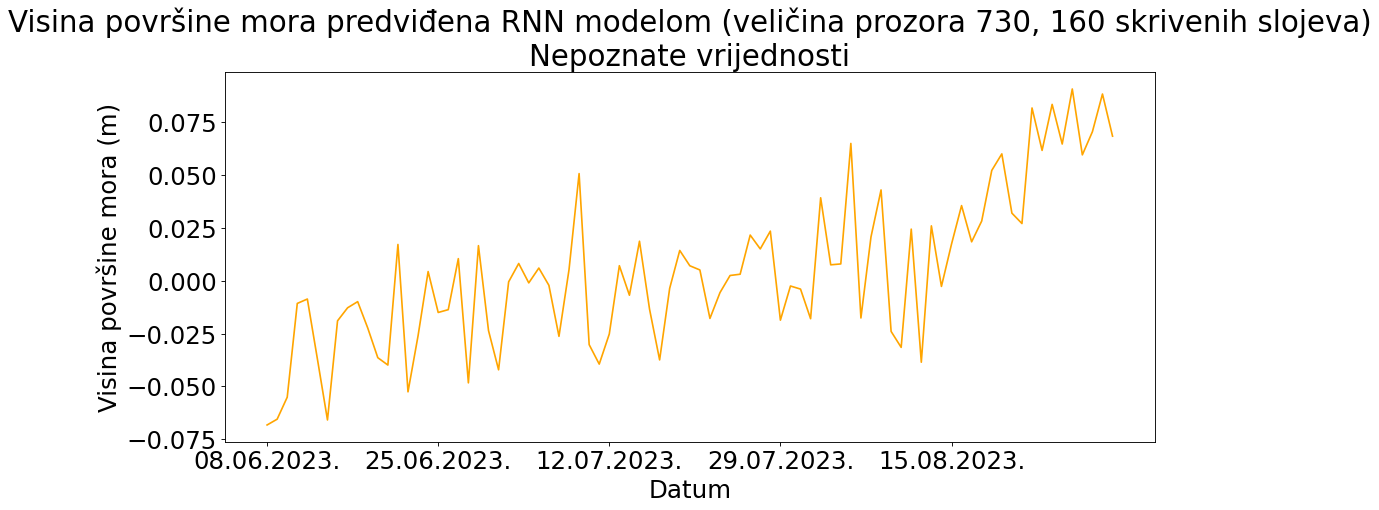 Visina površine mora predviđena RNN modelom (veličina prozora 730, 160 skrivenih slojeva)
Nepoznate vrijednosti
Visina površine mora (m)
0.075
0.050
0.025
0.000
−0.025
−0.050
−0.075
08.06.2023. 25.06.2023. 12.07.2023. 29.07.2023. 15.08.2023.
Datum